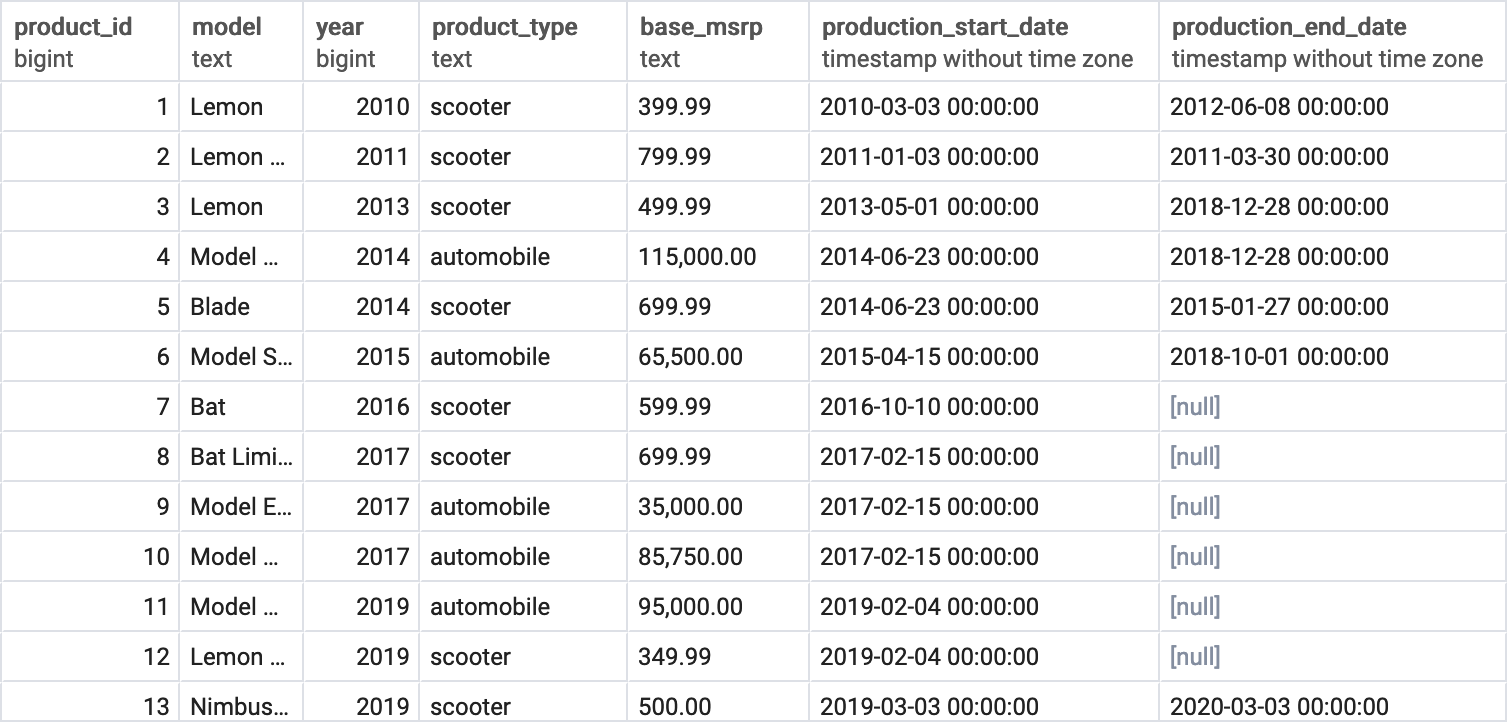 product_id model year product_type base_msrp production_start_date production_end_date
bigint text bigint text text timestamp without time zone timestamp without time zone
1 Lemon 2010 scooter 399.99 2010-03-03 00:00:00 2012-06-08 00:00:00
2 Lemon ... 2011 scooter 799.99 2011-01-03 00:00:00 2011-03-30 00:00:00
3 Lemon 2013 scooter 499.99 2013-05-01 00:00:00 2018-12-28 00:00:00
4 Model ... 2014 automobile 115,000.00 2014-06-23 00:00:00 2018-12-28 00:00:00
5 Blade 2014 scooter 699.99 2014-06-23 00:00:00 2015-01-27 00:00:00
6 Model S... 2015 automobile 65,500.00 2015-04-15 00:00:00 2018-10-01 00:00:00
7 Bat 2016 scooter 599.99 2016-10-10 00:00:00 [null]
8 Bat Limi... 2017 scooter 699.99 2017-02-15 00:00:00 [null]
9 Model E... 2017 automobile 35,000.00 2017-02-15 00:00:00 [null]
10 Model ... 2017 automobile 85,750.00 2017-02-15 00:00:00 [null]
11 Model ... 2019 automobile 95,000.00 2019-02-04 00:00:00 [null]
12 Lemon ... 2019 scooter 349.99 2019-02-04 00:00:00 [null]
13 Nimbus... 2019 scooter 500.00 2019-03-03 00:00:00 2020-03-03 00:00:00